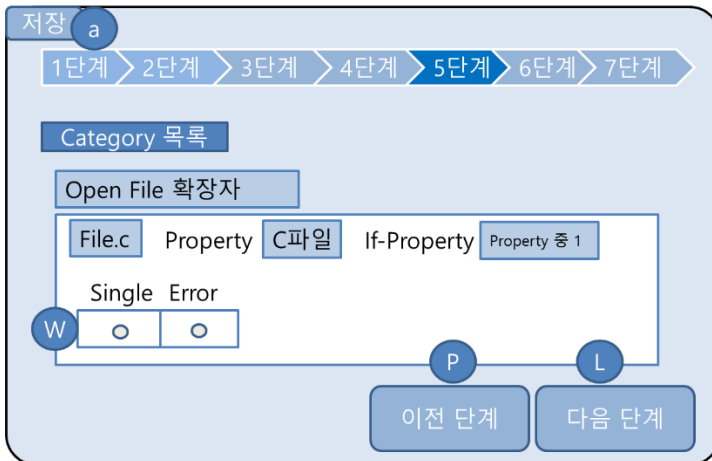 저장 a
1단계 2단계 3단계 4단계 5단계 6단계 7단계
Category 목록
Open File 확장자
File.c Property C파일 If-Property Property 중 1
Single Error
W
P L
이전 단계 다음 단계